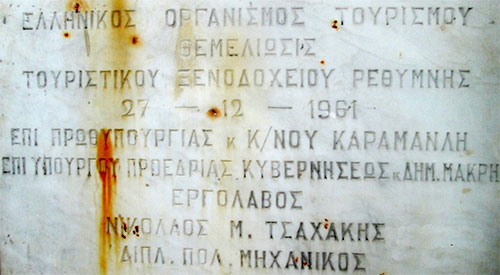 ΕΛΛΗΝΙΚΟΣ ΟΡΓΑΝΙΣΜΟΣ ΤΟΥΡΙΣΜΟΥ
ΘΕΜΕΛΙΩΣΙΣ
ΤΟΥΡΙΣΤΙΚΟΥ ΞΕΝΟΔΟΧΕΙΟΥ ΡΕΘΥΜΝΗΣ
27 — 12 — 1961
ΕΠΙ ΠΡΩΘΥΠΟΥΡΓΙΑΣ κ Κ/ΝΟΥ ΚΑΡΑΜΑΝΛΗ
ΕΠΙ ΥΠΟΥΡΓΟΥ ΠΡΟΕΔΡΙΑΣ ΚΥΒΕΡΝΗΣΕΩΣ κ ΔΗΜ. ΜΑΚΡΗ
ΕΡΓΟΛΑΒΟΣ
ΝΙΚΟΛΑΟΣ Μ. ΤΣΑΧΑΚΗΣ
ΔΙΠΛ. ΠΟΛ. ΜΗΧΑΝΙΚΟΣ